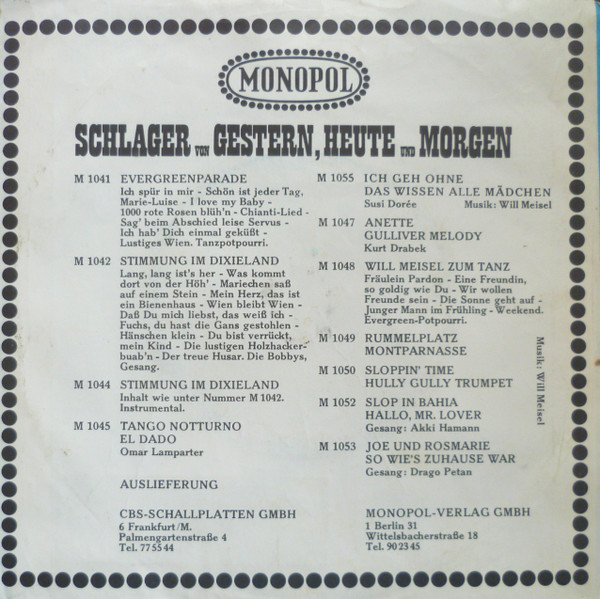 MONOPOL
SCHLAGER VON GESTERN, HEUTE UND MORGEN
M 1041 EVERGREENPARADE
Ich spür in mir - Schön ist jeder Tag,
Marie-Luise - I love my Baby -
1000 rote Rosen blüh'n - Chianti-Lied -
Sag' beim Abschied leise Servus -
Ich hab' Dich einmal geküßt -
Lustiges Wien. Tanzpotpourri.
M 1042 STIMMUNG IM DIXIELAND
Lang, lang ist's her - Was kommt
dort von der Höh' - Mariechen saß
auf einem Stein - Mein Herz, das ist
ein Bienenhaus - Wien bleibt Wien -
Daß Du mich liebst, das weiß ich -
Fuchs, du hast die Gans gestohlen -
Hänschen klein - Du bist verrückt,
mein Kind - Die lustigen Holzhacker-
buab'n - Der treue Husar. Die Bobbys,
Gesang.
M 1044 STIMMUNG IM DIXIELAND
Inhalt wie unter Nummer M 1042.
Instrumental.
M 1045 TANGO NOTTURNO
EL DADO
Omar Lamparter
AUSLIEFERUNG
CBS-SCHALLPLATTEN GMBH
6 Frankfurt/M.
Palmengartenstraße 4
Tel. 77 55 44
M 1055 ICH GEH OHNE
DAS WISSEN ALLE MÄDCHEN
Susi Dorée Musik: Will Meisel
M 1047 ANETTE
GULLIVER MELODY
Kurt Drabek
M 1048 WILL MEISEL ZUM TANZ
Fräulein Pardon - Eine Freundin,
so goldig wie Du - Wir wollen
Freunde sein - Die Sonne geht auf -
Junger Mann im Frühling - Weekend.
Evergreen-Potpourri.
M 1049 RUMMELPLATZ
MONTPARNASSE
M 1050 SLOPPIN' TIME
HULLY GULLY TRUMPET
M 1052 SLOP IN BAHIA
HALLO, MR. LOVER
Gesang: Akki Hamann
M 1053 JOE UND ROSMARIE
SO WIE'S ZUHAUSE WAR
Gesang: Drago Petan
Musik: Will Meisel
MONOPOL-VERLAG GMBH
1 Berlin 31
Wittelsbacherstraße 18
Tel. 90 23 45